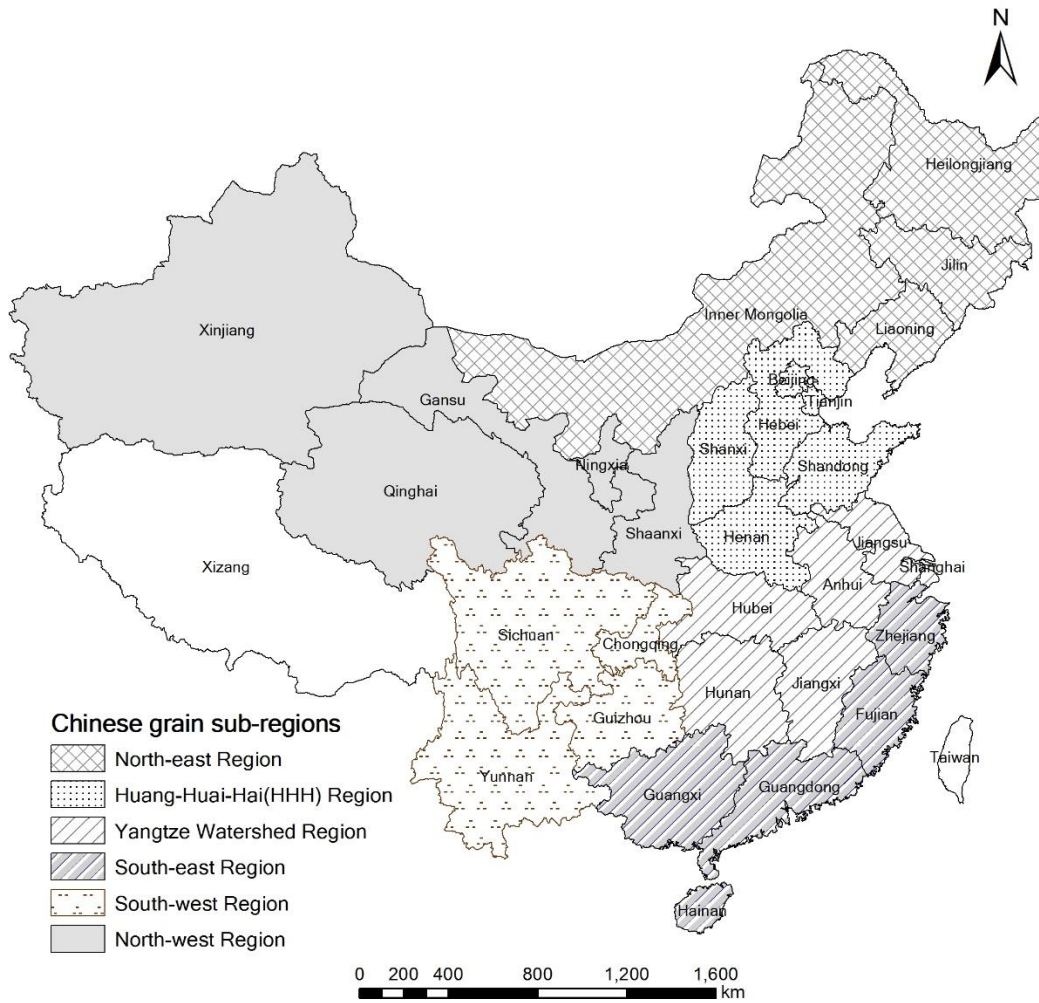 N
Heilongjiang
Jilin
Inner Mongolia
Liaoning
Xinjiang
Beijing
Tianjin
Gansu
Hebei
Shanxi
Ningxia
Shandong
Qinghai
Shaanxi
Henan
Jiangsu
Xizang
Shanghai
Anhui
Hubei
Sichuan
Zhejiang
Chongqing
Hunan
Jiangxi
Guizhou
Fujian
Taiwan
Yunnan
Guangdong
Guangxi
Hainan
Chinese grain sub-regions
North-east Region
Huang-Huai-Hai(HHH) Region
Yangtze Watershed Region
South-east Region
South-west Region
North-west Region
0 200 400 800 1,200 1,600
km